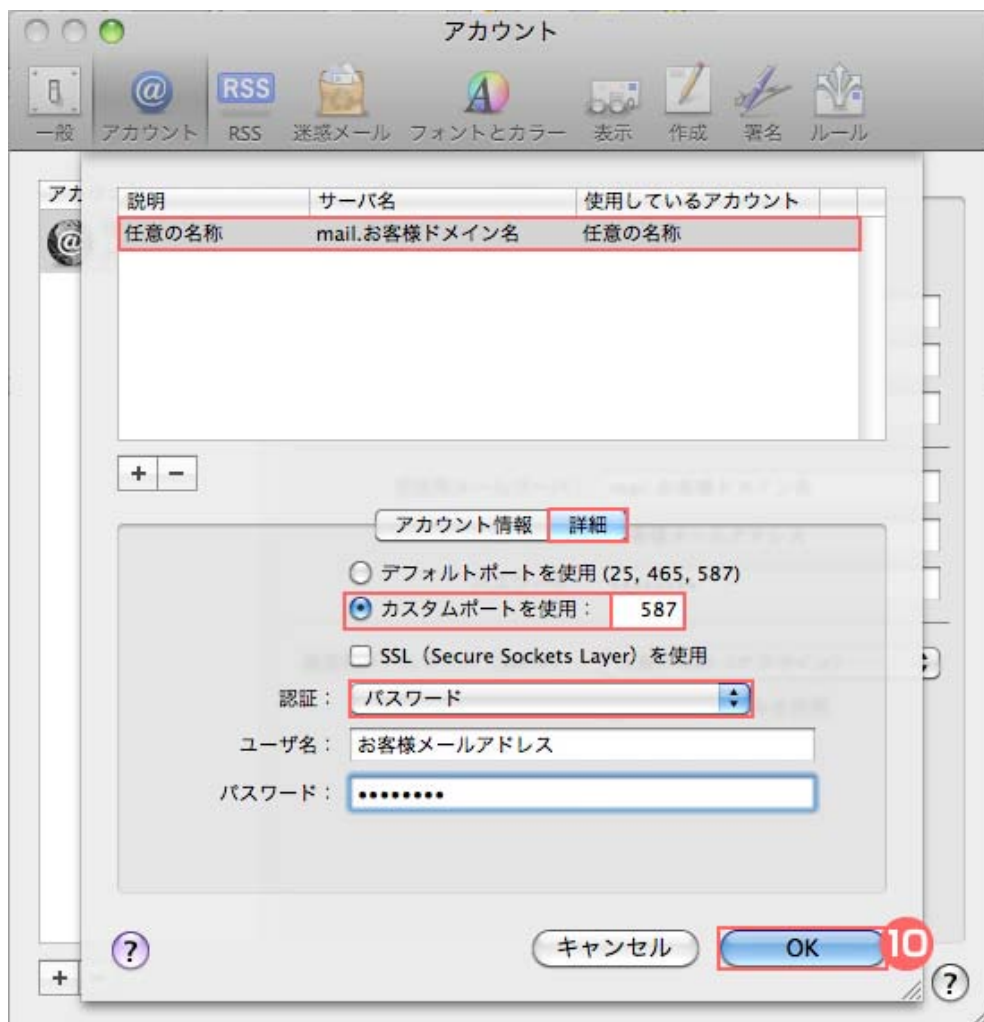 アカウント
RSS
一般 アカウント RSS 迷惑メール フォントとカラー 表示 作成 署名 ルール
アカ
説明 サーバ名 使用しているアカウント
任意の名称 mail.お客様ドメイン名 任意の名称
+ −
アカウント情報 詳細
デフォルトポートを使用 (25, 465, 587)
カスタムポートを使用： 587
SSL（Secure Sockets Layer）を使用
認証： パスワード
ユーザ名： お客様メールアドレス
パスワード： ••••••••
? キャンセル OK 10
+ ?